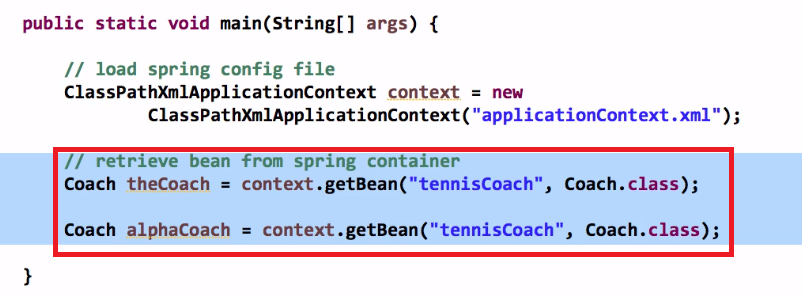 public static void main(String[] args) {
// load spring config file
ClassPathXmlApplicationContext context = new
ClassPathXmlApplicationContext("applicationContext.xml");
// retrieve bean from spring container
Coach theCoach = context.getBean("tennisCoach", Coach.class);
Coach alphaCoach = context.getBean("tennisCoach", Coach.class);
}